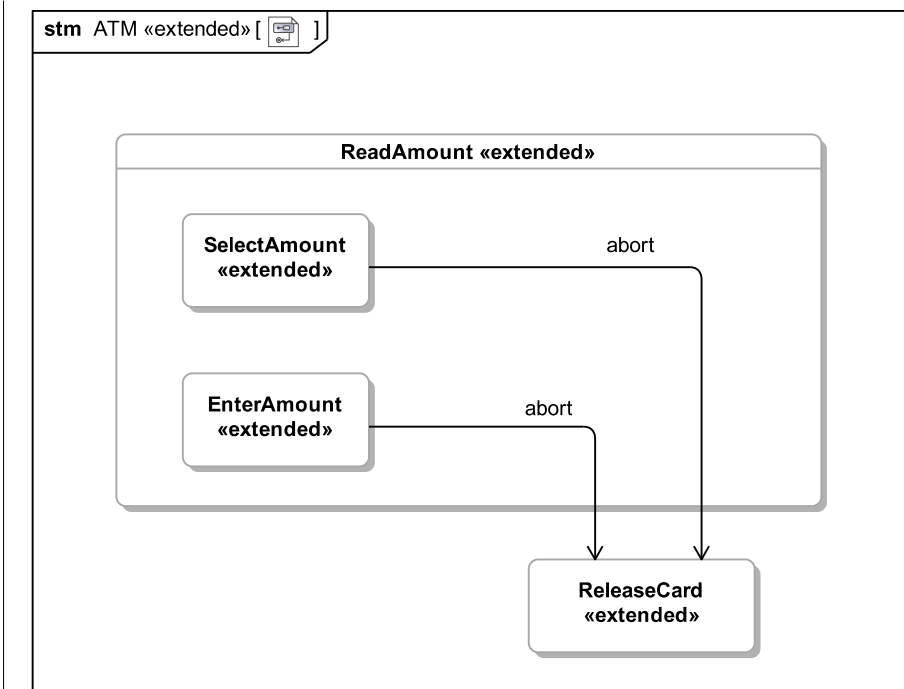 stm ATM «extended» [ ]
ReadAmount «extended»
SelectAmount
«extended»
abort
EnterAmount
«extended»
abort
ReleaseCard
«extended»